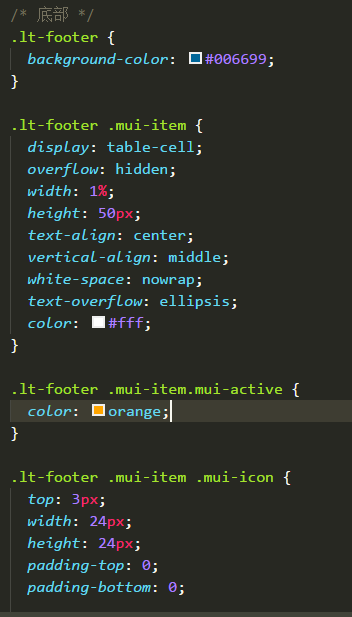 /* 底部 */
.lt-footer {
background-color: #006699;
}
.lt-footer .mui-item {
display: table-cell;
overflow: hidden;
width: 1%;
height: 50px;
text-align: center;
vertical-align: middle;
white-space: nowrap;
text-overflow: ellipsis;
color: #fff;
}
.lt-footer .mui-item.mui-active {
color: orange;
}
.lt-footer .mui-item .mui-icon {
top: 3px;
width: 24px;
height: 24px;
padding-top: 0;
padding-bottom: 0;